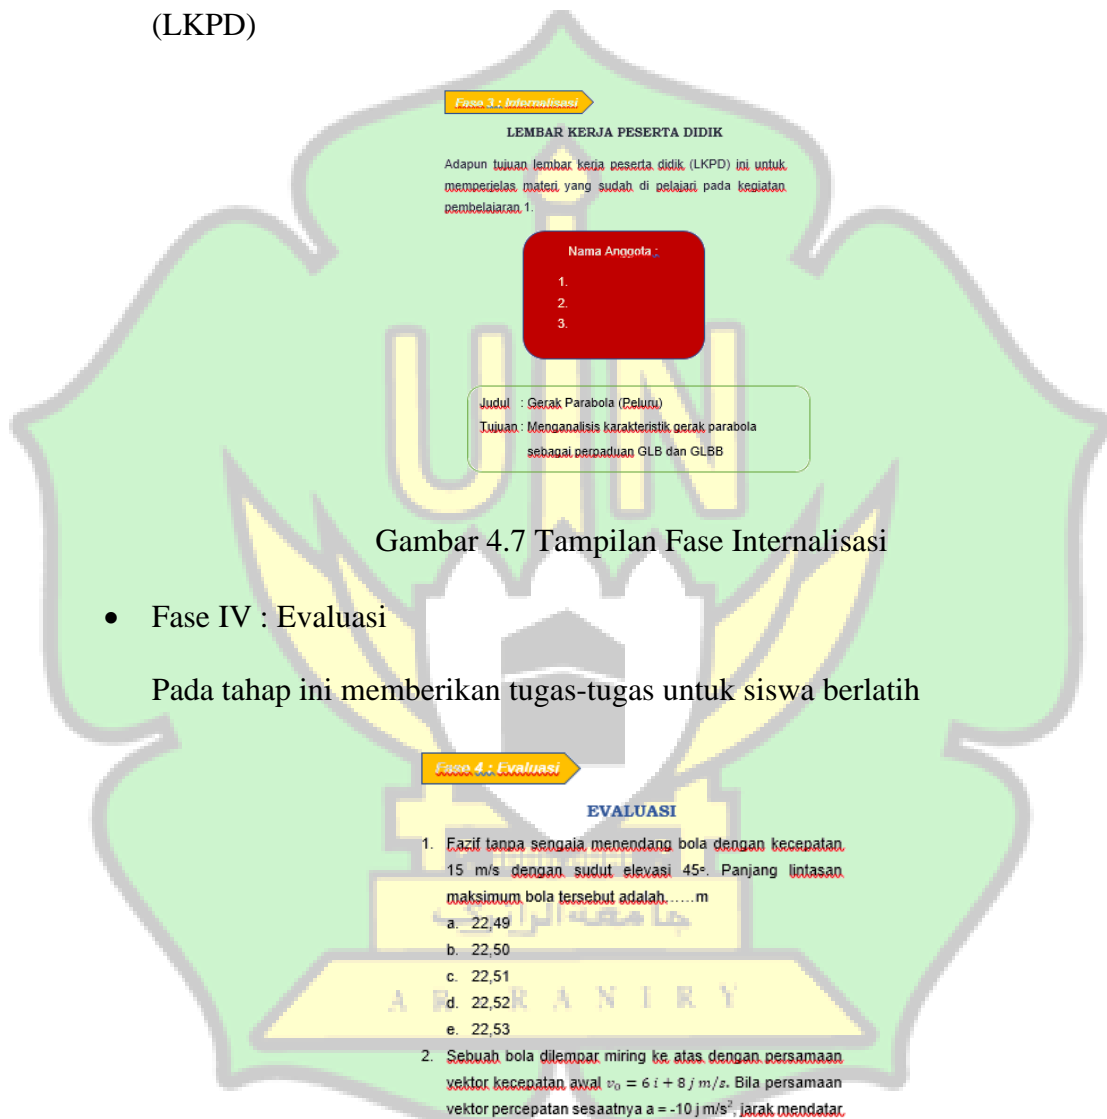 (LKPD)
Fase 3 : Internalisasi
LEMBAR KERJA PESERTA DIDIK
Adapun tujuan lembar kerja peserta didik (LKPD) ini untuk
memperjelas materi yang sudah di pelajari pada kegiatan
pembelajaran 1.
Nama Anggota :
1.
2.
3.
Judul : Gerak Parabola (Peluru)
Tujuan : Menganalisis karakteristik gerak parabola
sebagai perpaduan GLB dan GLBB
UIN
Gambar 4.7 Tampilan Fase Internalisasi
• Fase IV : Evaluasi
Pada tahap ini memberikan tugas-tugas untuk siswa berlatih
Fase 4 : Evaluasi
EVALUASI
1. Fazif tanpa sengaja menendang bola dengan kecepatan
15 m/s dengan sudut elevasi 45°. Panjang lintasan
maksimum bola tersebut adalah……m
جامعة الرانري
a. 22,49
b. 22,50
c. 22,51
d. 22,52
e. 22,53
AR-RANIRY
2. Sebuah bola dilempar miring ke atas dengan persamaan
vektor kecepatan awal v₀ = 6 i + 8 j m/s. Bila persamaan
vektor percepatan sesaatnya a = -10 j m/s², jarak mendatar